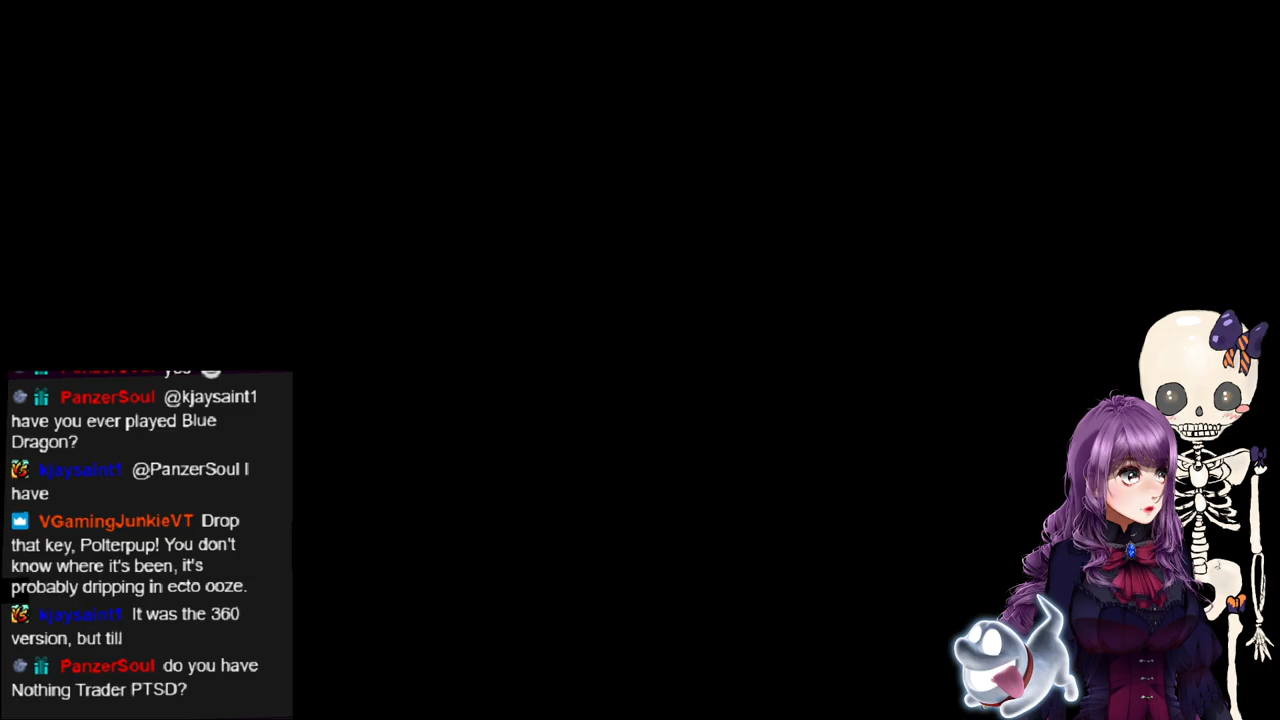 PanzerSoul yes
PanzerSoul @kjaysaint1
have you ever played Blue
Dragon?
kjaysaint1 @PanzerSoul I
have
VGamingJunkieVT Drop
that key, Polterpup! You don't
know where it's been, it's
probably dripping in ecto ooze.
kjaysaint1 It was the 360
version, but till
PanzerSoul do you have
Nothing Trader PTSD?